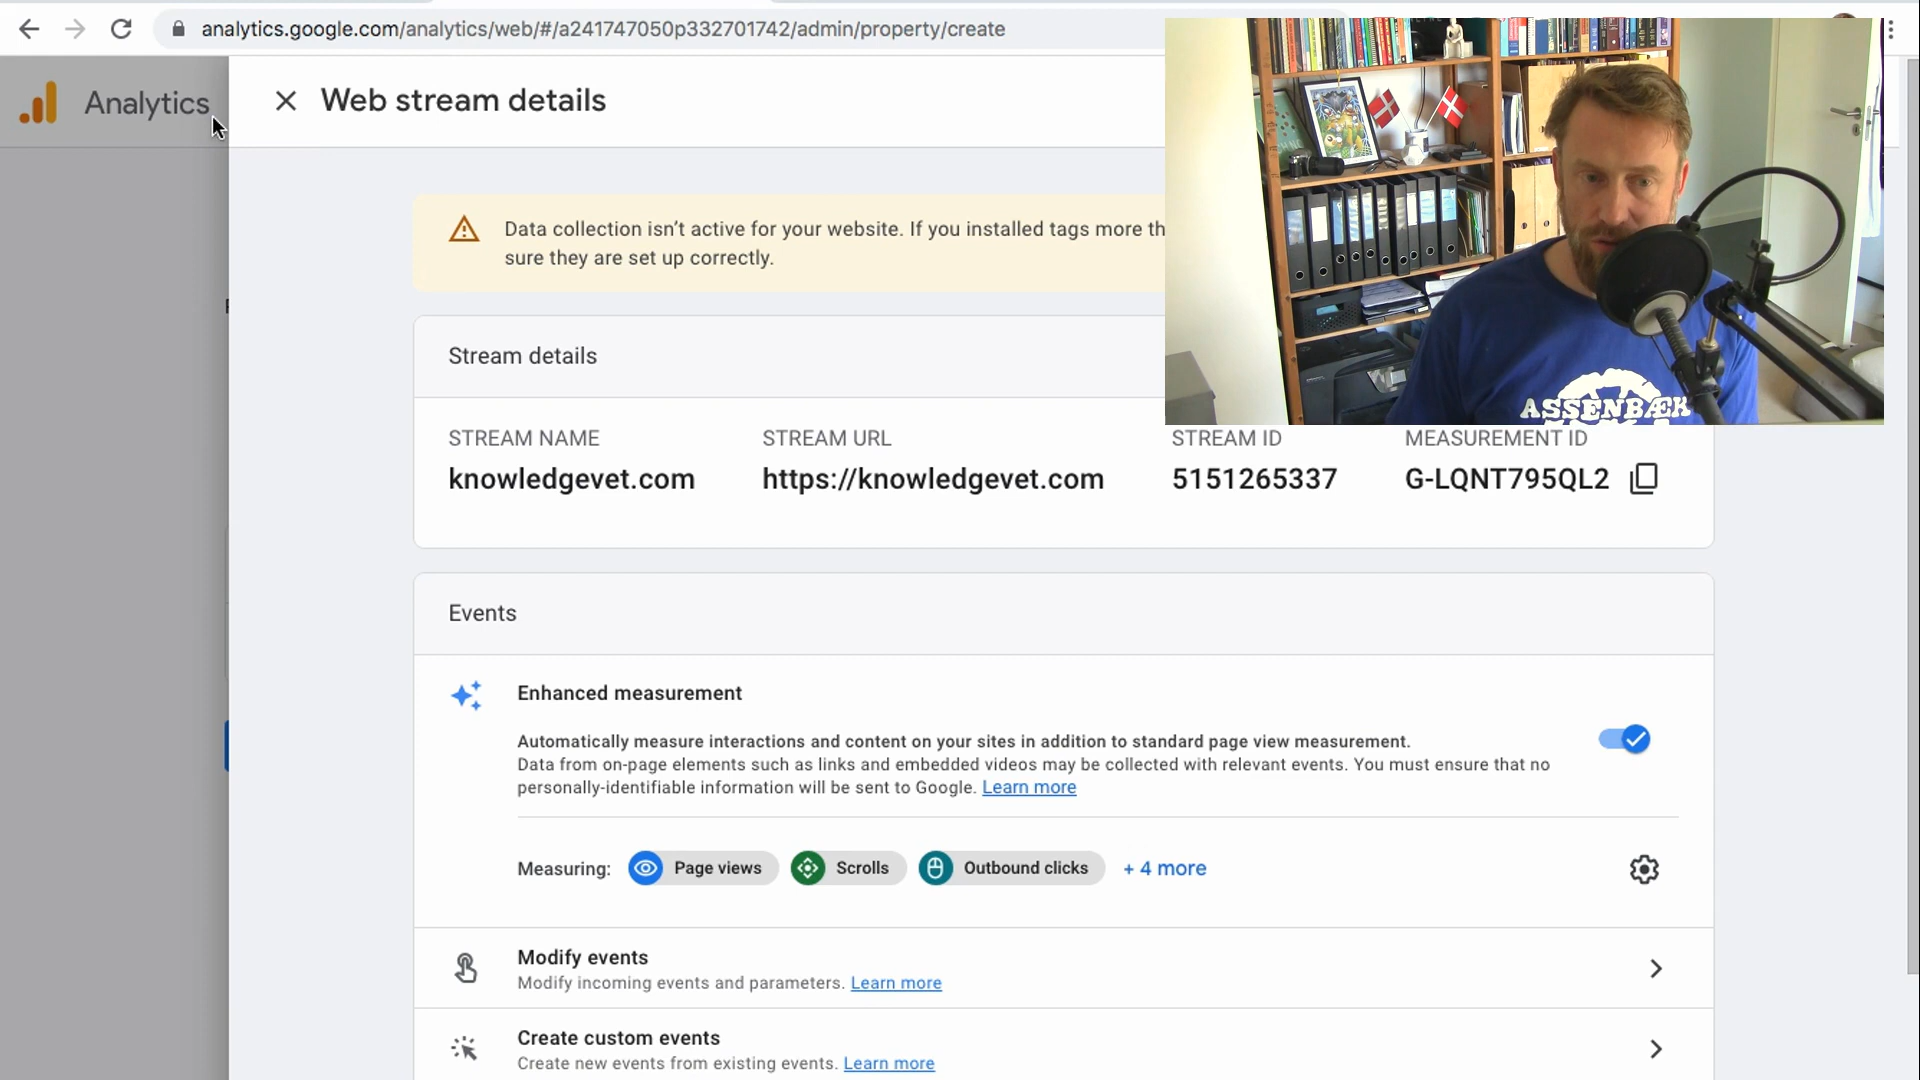 analytics.google.com/analytics/web/#/a241747050p332701742/admin/property/create
Analytics
Web stream details
Data collection isn't active for your website. If you installed tags more th
sure they are set up correctly.
Stream details
ASSENBÆK
STREAM NAME
STREAM URL
STREAM ID
MEASUREMENT ID
knowledgevet.com
https://knowledgevet.com
5151265337
G-LQNT795QL2
Events
Enhanced measurement
Automatically measure interactions and content on your sites in addition to standard page view measurement.
Data from on-page elements such as links and embedded videos may be collected with relevant events. You must ensure that no
personally-identifiable information will be sent to Google. Learn more
Measuring:
Page views
Scrolls
Outbound clicks
+ 4 more
Modify events
Modify incoming events and parameters. Learn more
Create custom events
Create new events from existing events. Learn more